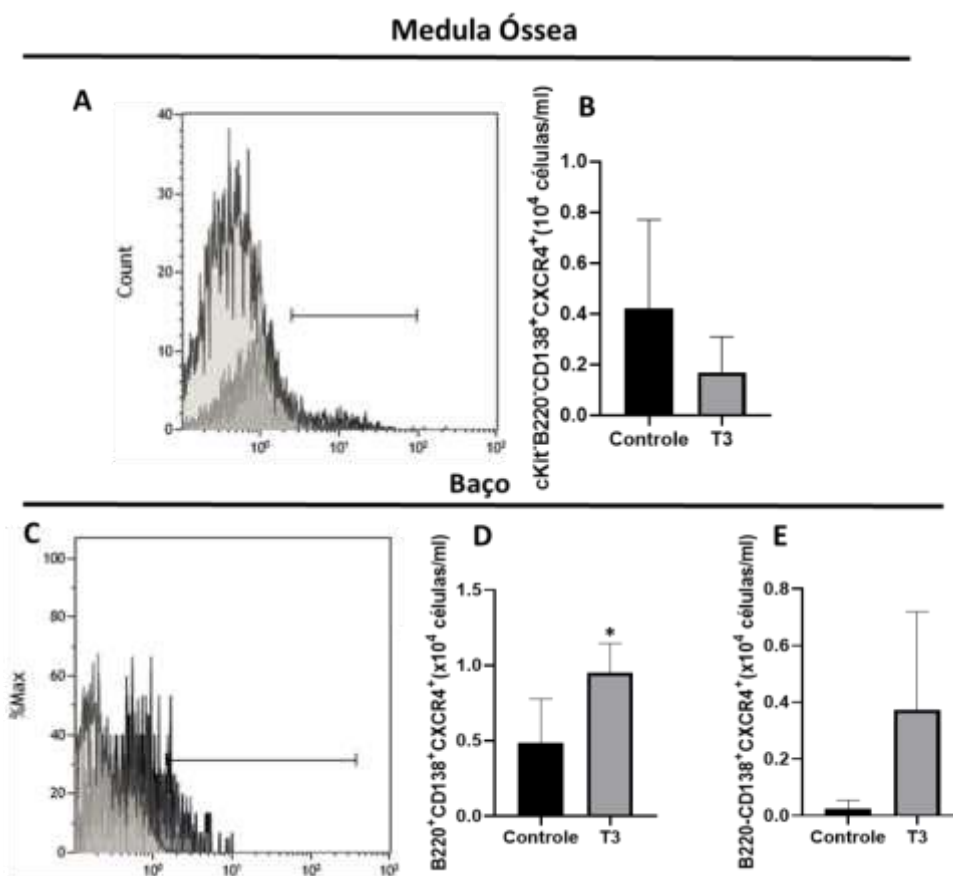 Medula Óssea
A
40
30
20
10
0
Count
10⁰
10¹
10²
10³
B
cKit⁻B220⁻CD138⁺CXCR4⁺(10⁴ células/ml)
1.0
0.8
0.6
0.4
0.2
0.0
Controle
T3
Baço
C
100
80
60
40
20
0
%Max
10⁰
10¹
10²
10³
D
B220⁺CD138⁺CXCR4⁺(x10⁴ células/ml)
1.5
1.0
0.5
0.0
*
Controle
T3
E
B220-CD138⁺CXCR4⁺(x10⁴ células/ml)
0.8
0.6
0.4
0.2
0.0
Controle
T3